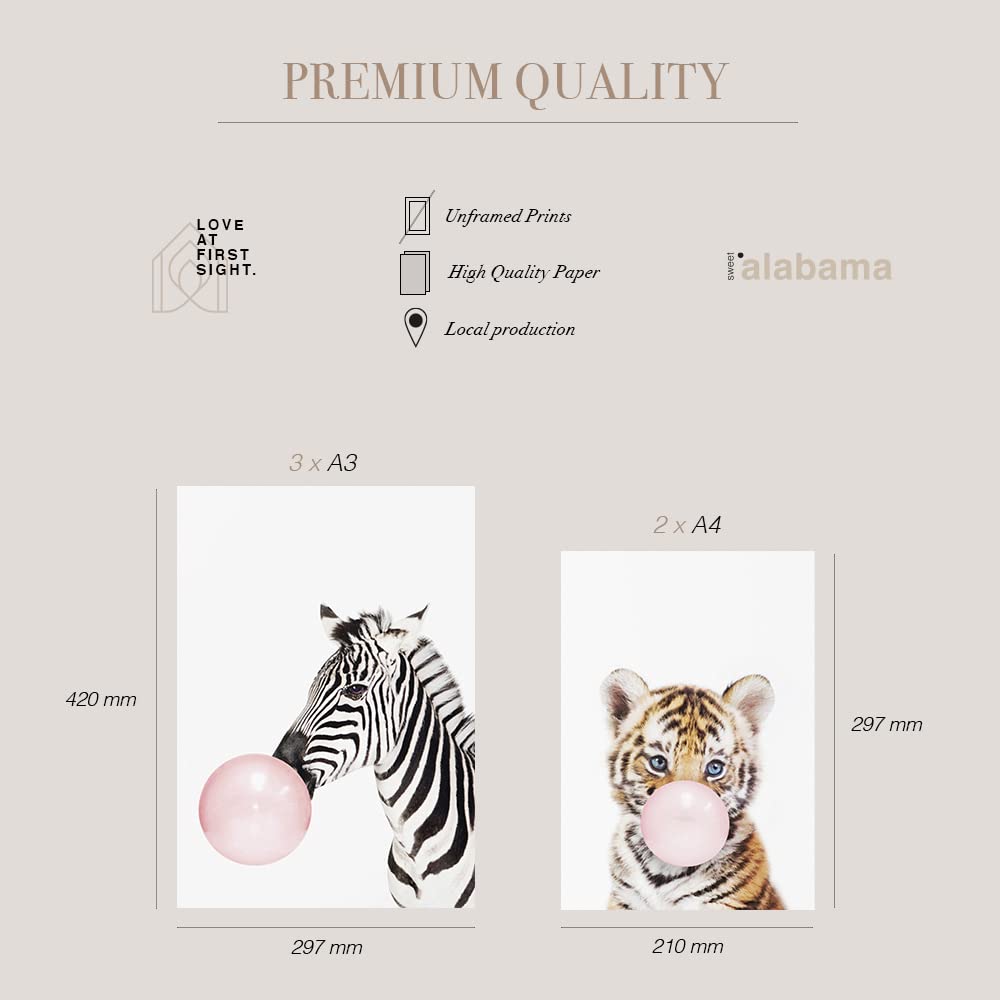 PREMIUM QUALITY
LOVE
AT
FIRST
SIGHT.
Unframed Prints
High Quality Paper
Local production
sweet alabama
3 x A3
2 x A4
420 mm
297 mm
297 mm
210 mm